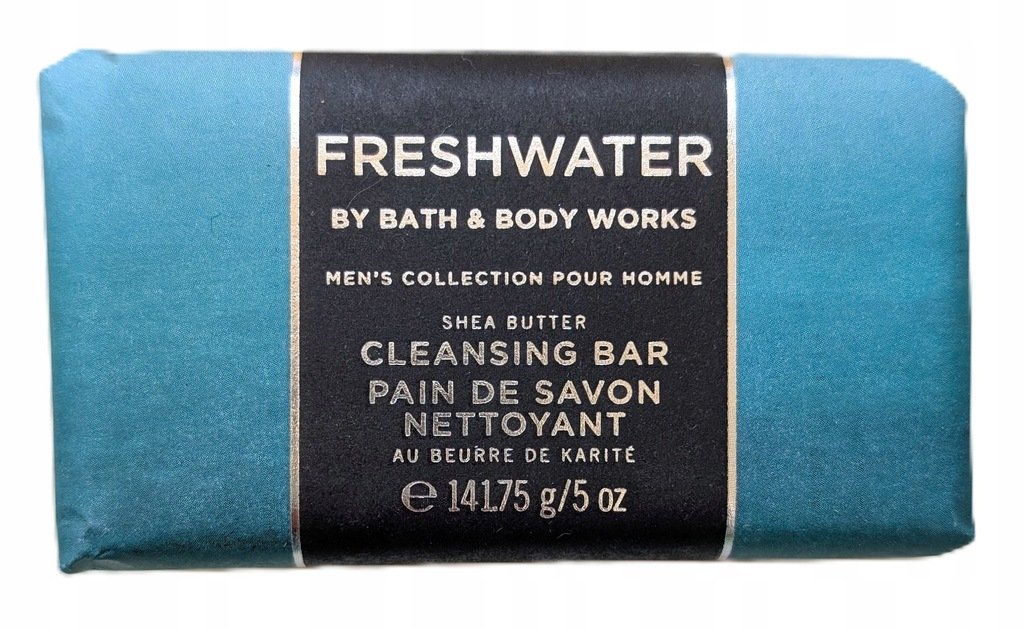 FRESHWATER
BY BATH & BODY WORKS
MEN'S COLLECTION POUR HOMME
SHEA BUTTER
CLEANSING BAR
PAIN DE SAVON
NETTOYANT
AU BEURRE DE KARITÉ
℮ 141.75 g/5 oz